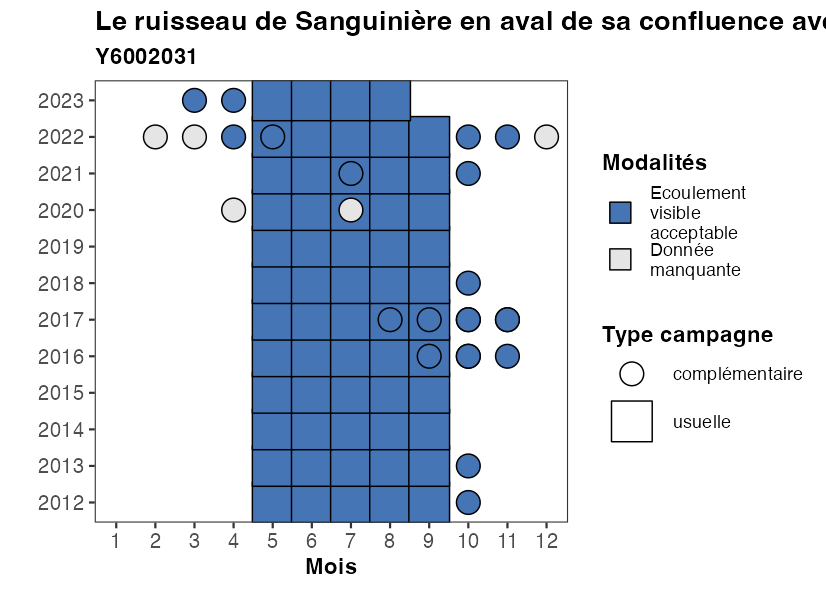 Le ruisseau de Sanguinière en aval de sa confluence
Y6002031
2023
2022
2021
2020
2019
2018
2017
2016
2015
2014
2013
2012
1 2 3 4 5 6 7 8 9 10 11 12
Mois
Modalités
Ecoulement
visible
acceptable
Donnée
manquante
Type campagne
complémentaire
usuelle